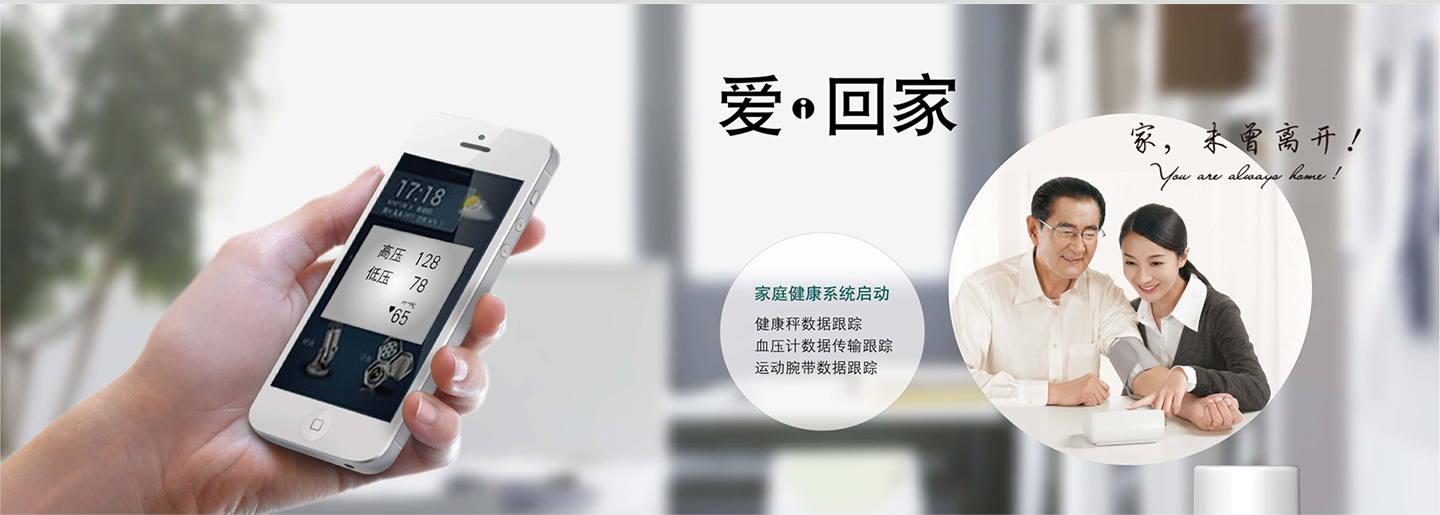 爱·i回家
家，未曾离开！
You are always home !
17:18
高压 128
低压 78
♥65
家庭健康系统启动
健康秤数据跟踪
血压计数据传输跟踪
运动腕带数据跟踪